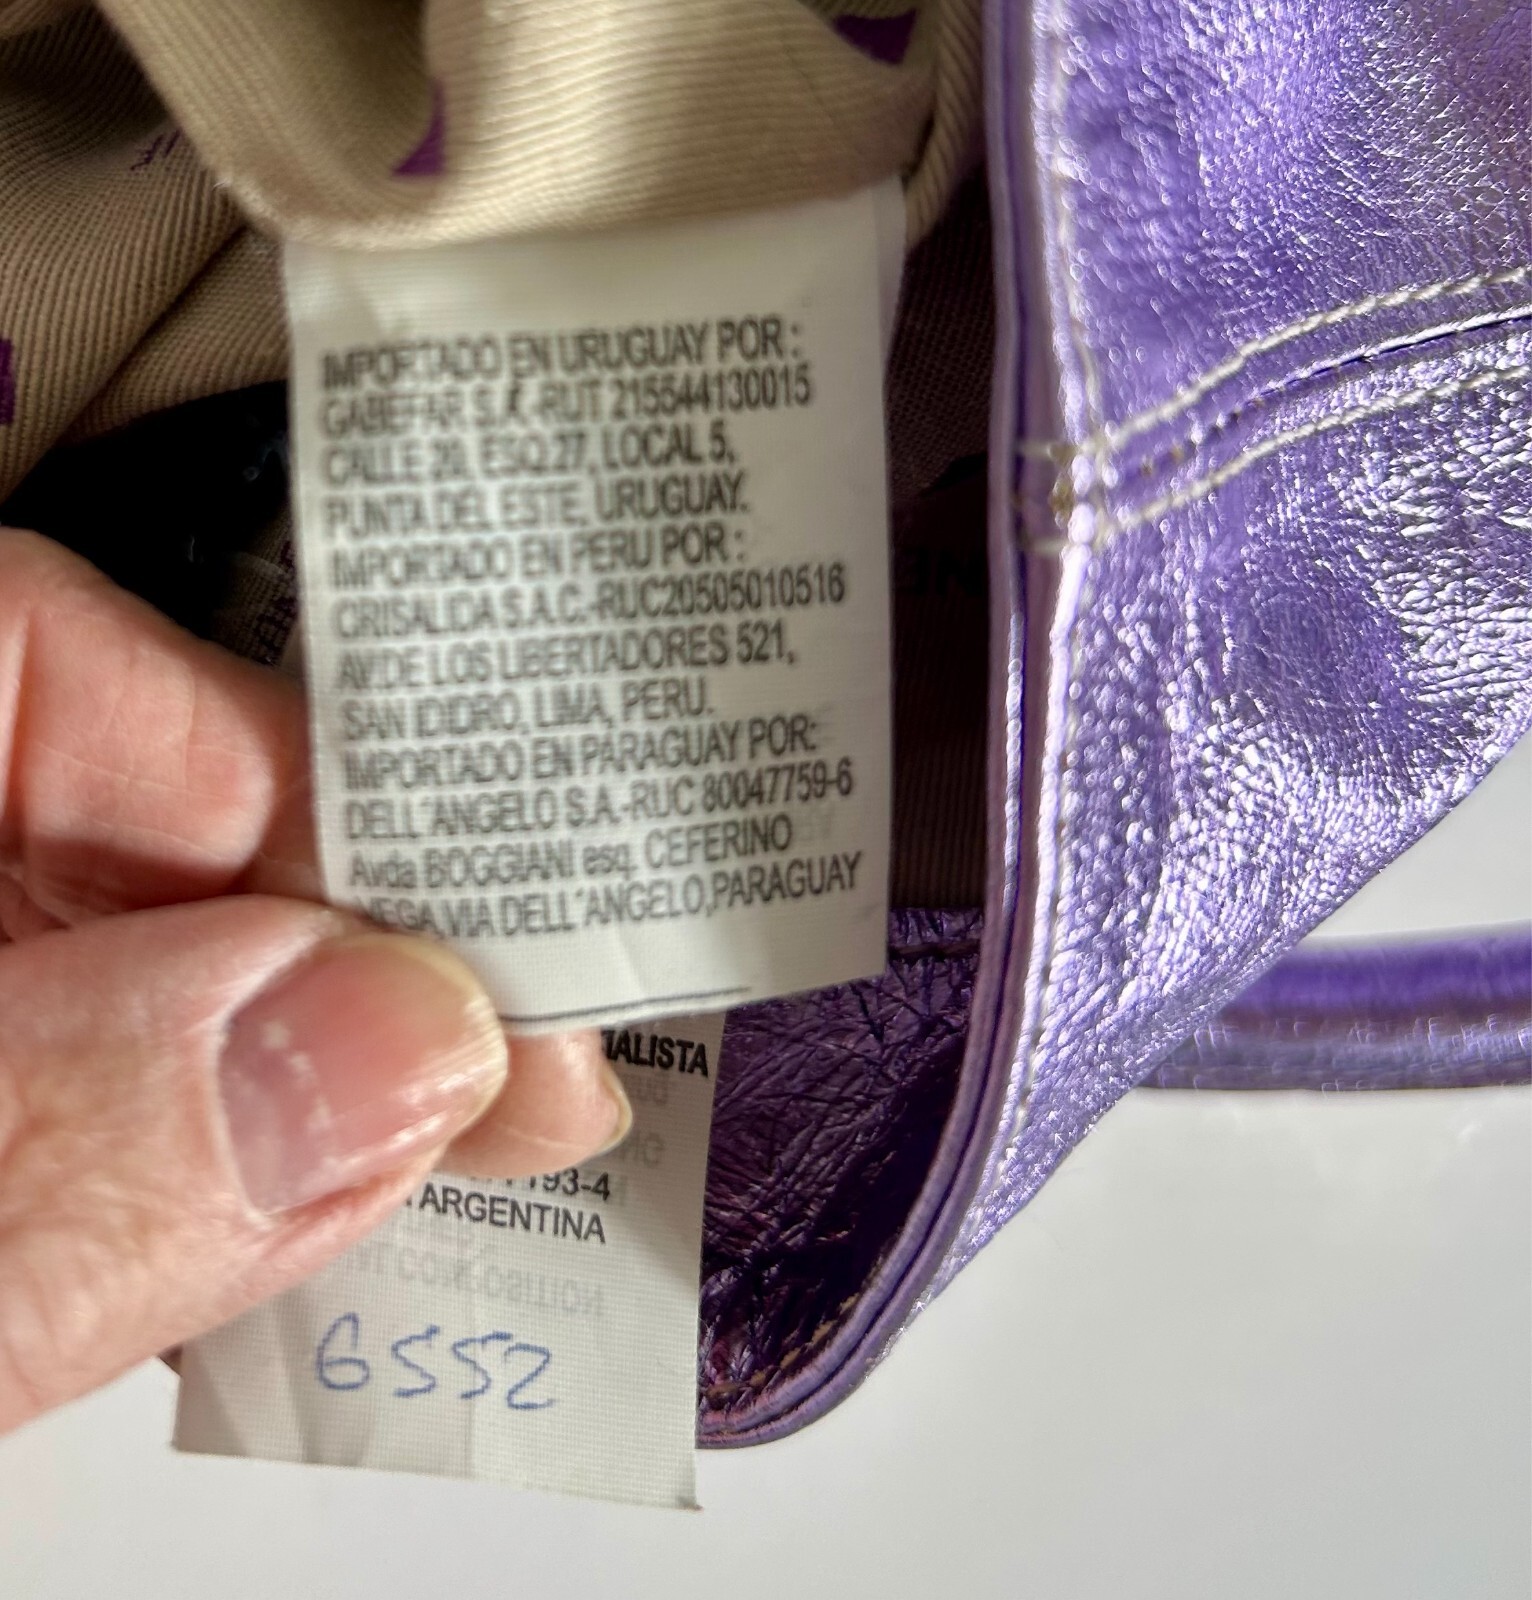 IMPORTADO EN URUGUAY POR :
GABEFAR S.A.-RUT 215544130015
CALLE 20, ESQ.27, LOCAL 5,
PUNTA DEL ESTE, URUGUAY.
IMPORTADO EN PERU POR :
CRISALIDA S.A.C.-RUC20505010516
AV.DE LOS LIBERTADORES 521,
SAN IDIDRO, LIMA, PERU.
IMPORTADO EN PARAGUAY POR:
DELL´ANGELO S.A.-RUC 80047759-6
Avda BOGGIANI esq. CEFERINO
VEGA,VIA DELL´ANGELO,PARAGUAY
IALISTA
193-4
ARGENTINA
6552